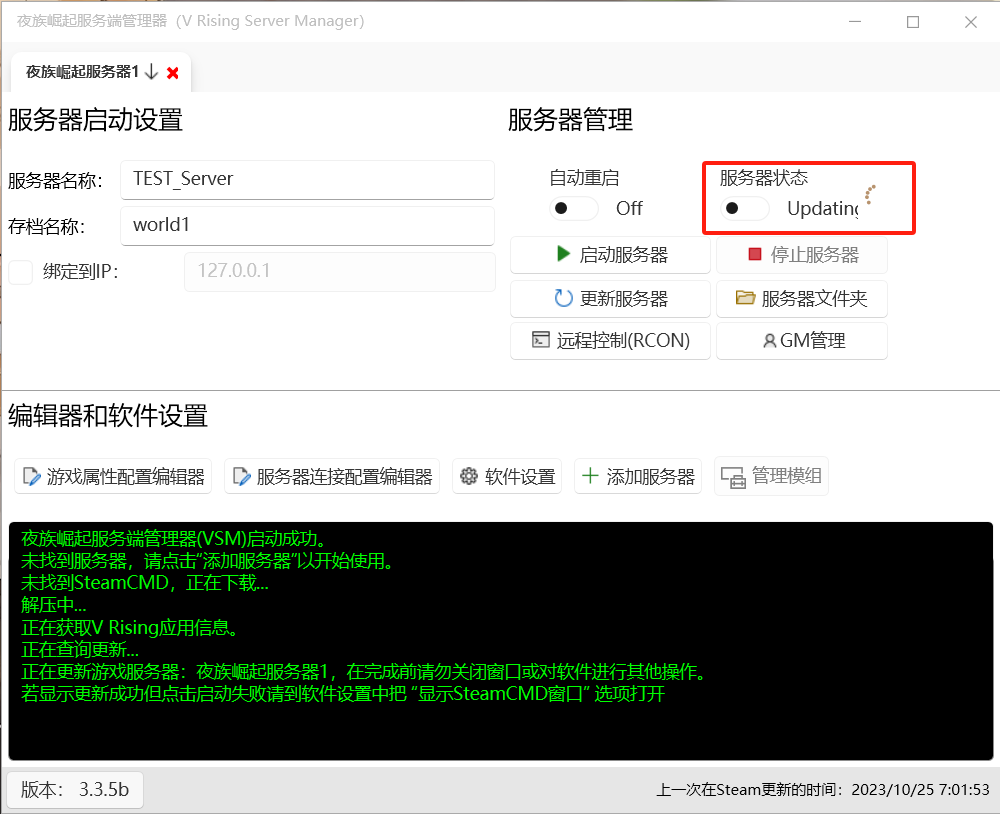 夜族崛起服务端管理器（V Rising Server Manager）
夜族崛起服务器1
服务器启动设置
服务器管理
服务器名称：
TEST_Server
存档名称：
world1
绑定到IP：
127.0.0.1
自动重启
Off
服务器状态
Updating
启动服务器
停止服务器
更新服务器
服务器文件夹
远程控制(RCON)
GM管理
编辑器和软件设置
游戏属性配置编辑器
服务器连接配置编辑器
软件设置
添加服务器
管理模组
夜族崛起服务端管理器(VSM)启动成功。
未找到服务器，请点击“添加服务器”以开始使用。
未找到SteamCMD，正在下载...
解压中...
正在获取V Rising应用信息。
正在查询更新...
正在更新游戏服务器：夜族崛起服务器1，在完成前请勿关闭窗口或对软件进行其他操作。
若显示更新成功但点击启动失败请到软件设置中把 “显示SteamCMD窗口” 选项打开
版本： 3.3.5b
上一次在Steam更新的时间：2023/10/25 7:01:53